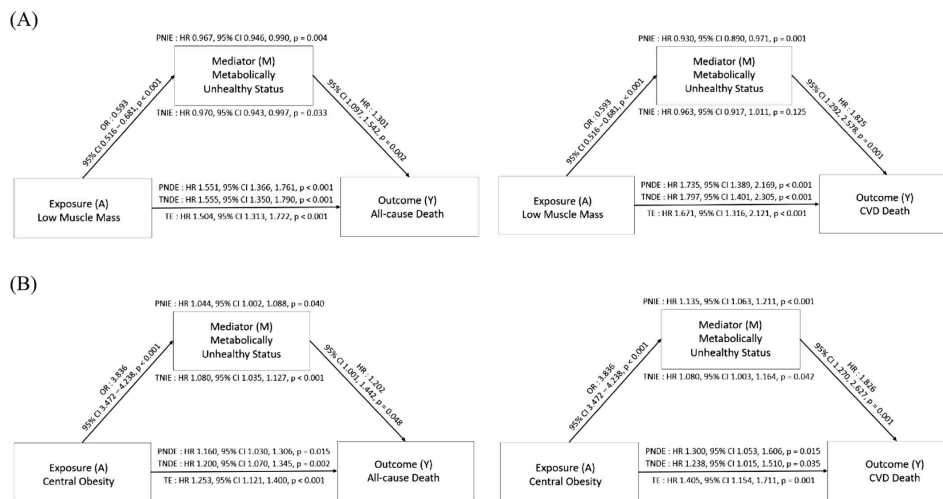 (A)
PNIE : HR 0.967, 95% CI 0.946, 0.990, p = 0.004
Mediator (M)
Metabolically
Unhealthy Status
TNIE : HR 0.970, 95% CI 0.943, 0.997, p = 0.033
OR : 0.593
95% CI 0.516 – 0.681, p < 0.001
HR : 1.301
95% CI 1.097, 1.542, p = 0.002
Exposure (A)
Low Muscle Mass
PNDE : HR 1.551, 95% CI 1.366, 1.761, p < 0.001
TNDE : HR 1.555, 95% CI 1.350, 1.790, p < 0.001
TE : HR 1.504, 95% CI 1.313, 1.722, p < 0.001
Outcome (Y)
All-cause Death
PNIE : HR 0.930, 95% CI 0.890, 0.971, p = 0.001
Mediator (M)
Metabolically
Unhealthy Status
TNIE : HR 0.963, 95% CI 0.917, 1.011, p = 0.125
OR : 0.593
95% CI 0.516 – 0.681, p < 0.001
HR : 1.825
95% CI 1.292, 2.578, p = 0.001
Exposure (A)
Low Muscle Mass
PNDE : HR 1.735, 95% CI 1.389, 2.169, p < 0.001
TNDE : HR 1.797, 95% CI 1.401, 2.305, p < 0.001
TE : HR 1.671, 95% CI 1.316, 2.121, p < 0.001
Outcome (Y)
CVD Death
(B)
PNIE : HR 1.044, 95% CI 1.002, 1.088, p = 0.040
Mediator (M)
Metabolically
Unhealthy Status
TNIE : HR 1.080, 95% CI 1.035, 1.127, p < 0.001
OR : 3.836
95% CI 3.472 – 4.238, p < 0.001
HR : 1.202
95% CI 1.001, 1.442, p = 0.048
Exposure (A)
Central Obesity
PNDE : HR 1.160, 95% CI 1.030, 1.306, p = 0.015
TNDE : HR 1.200, 95% CI 1.070, 1.345, p = 0.002
TE : HR 1.253, 95% CI 1.121, 1.400, p < 0.001
Outcome (Y)
All-cause Death
PNIE : HR 1.135, 95% CI 1.063, 1.211, p < 0.001
Mediator (M)
Metabolically
Unhealthy Status
TNIE : HR 1.080, 95% CI 1.003, 1.164, p = 0.042
OR : 3.836
95% CI 3.472 – 4.238, p < 0.001
HR : 1.826
95% CI 1.270, 2.627, p = 0.001
Exposure (A)
Central Obesity
PNDE : HR 1.300, 95% CI 1.053, 1.606, p = 0.015
TNDE : HR 1.238, 95% CI 1.015, 1.510, p = 0.035
TE : HR 1.405, 95% CI 1.154, 1.711, p = 0.001
Outcome (Y)
CVD Death